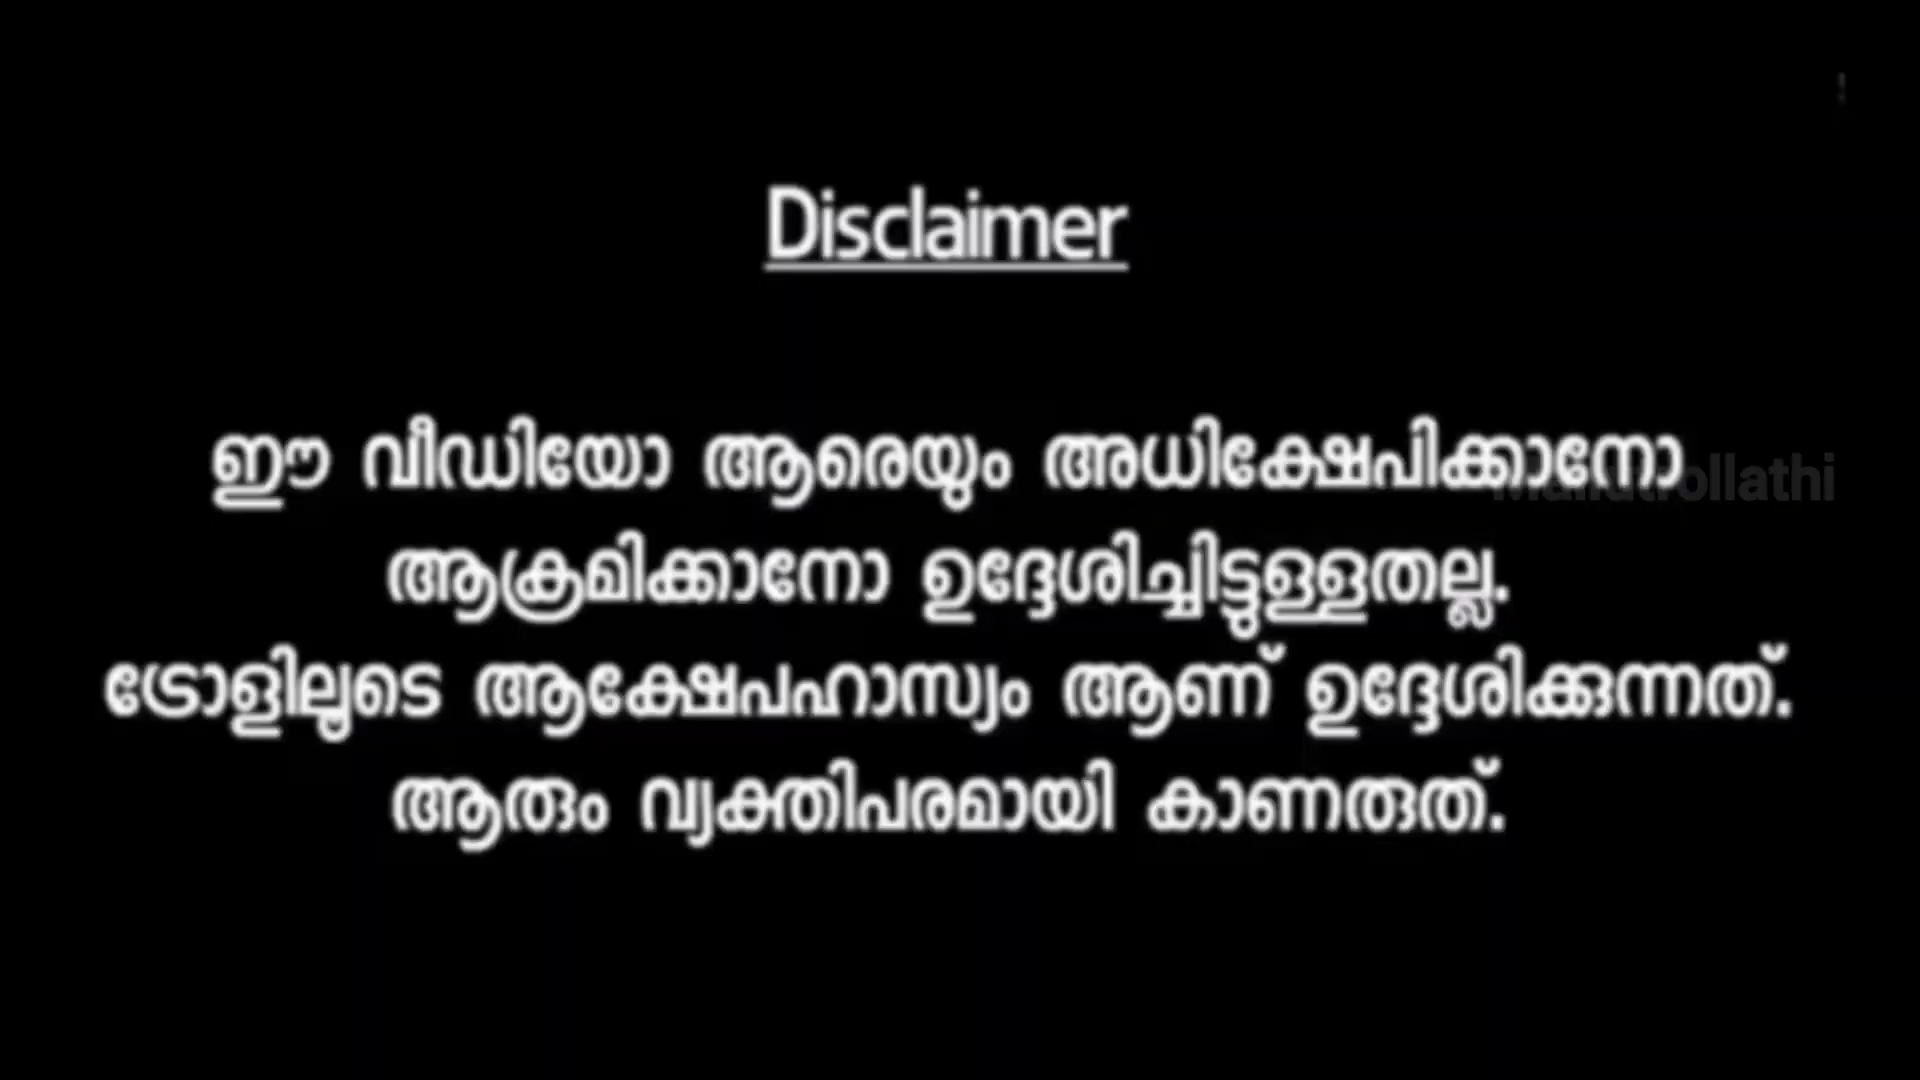 Disclaimer
ഈ വീഡിയോ ആരെയും അധിക്ഷേപിക്കാനോ
ആക്രമിക്കാനോ ഉദ്ദേശിച്ചിട്ടുള്ളതല്ല.
ട്രോളിലൂടെ ആക്ഷേപഹാസ്യം ആണ് ഉദ്ദേശിക്കുന്നത്.
ആരും വ്യക്തിപരമായി കാണരുത്.